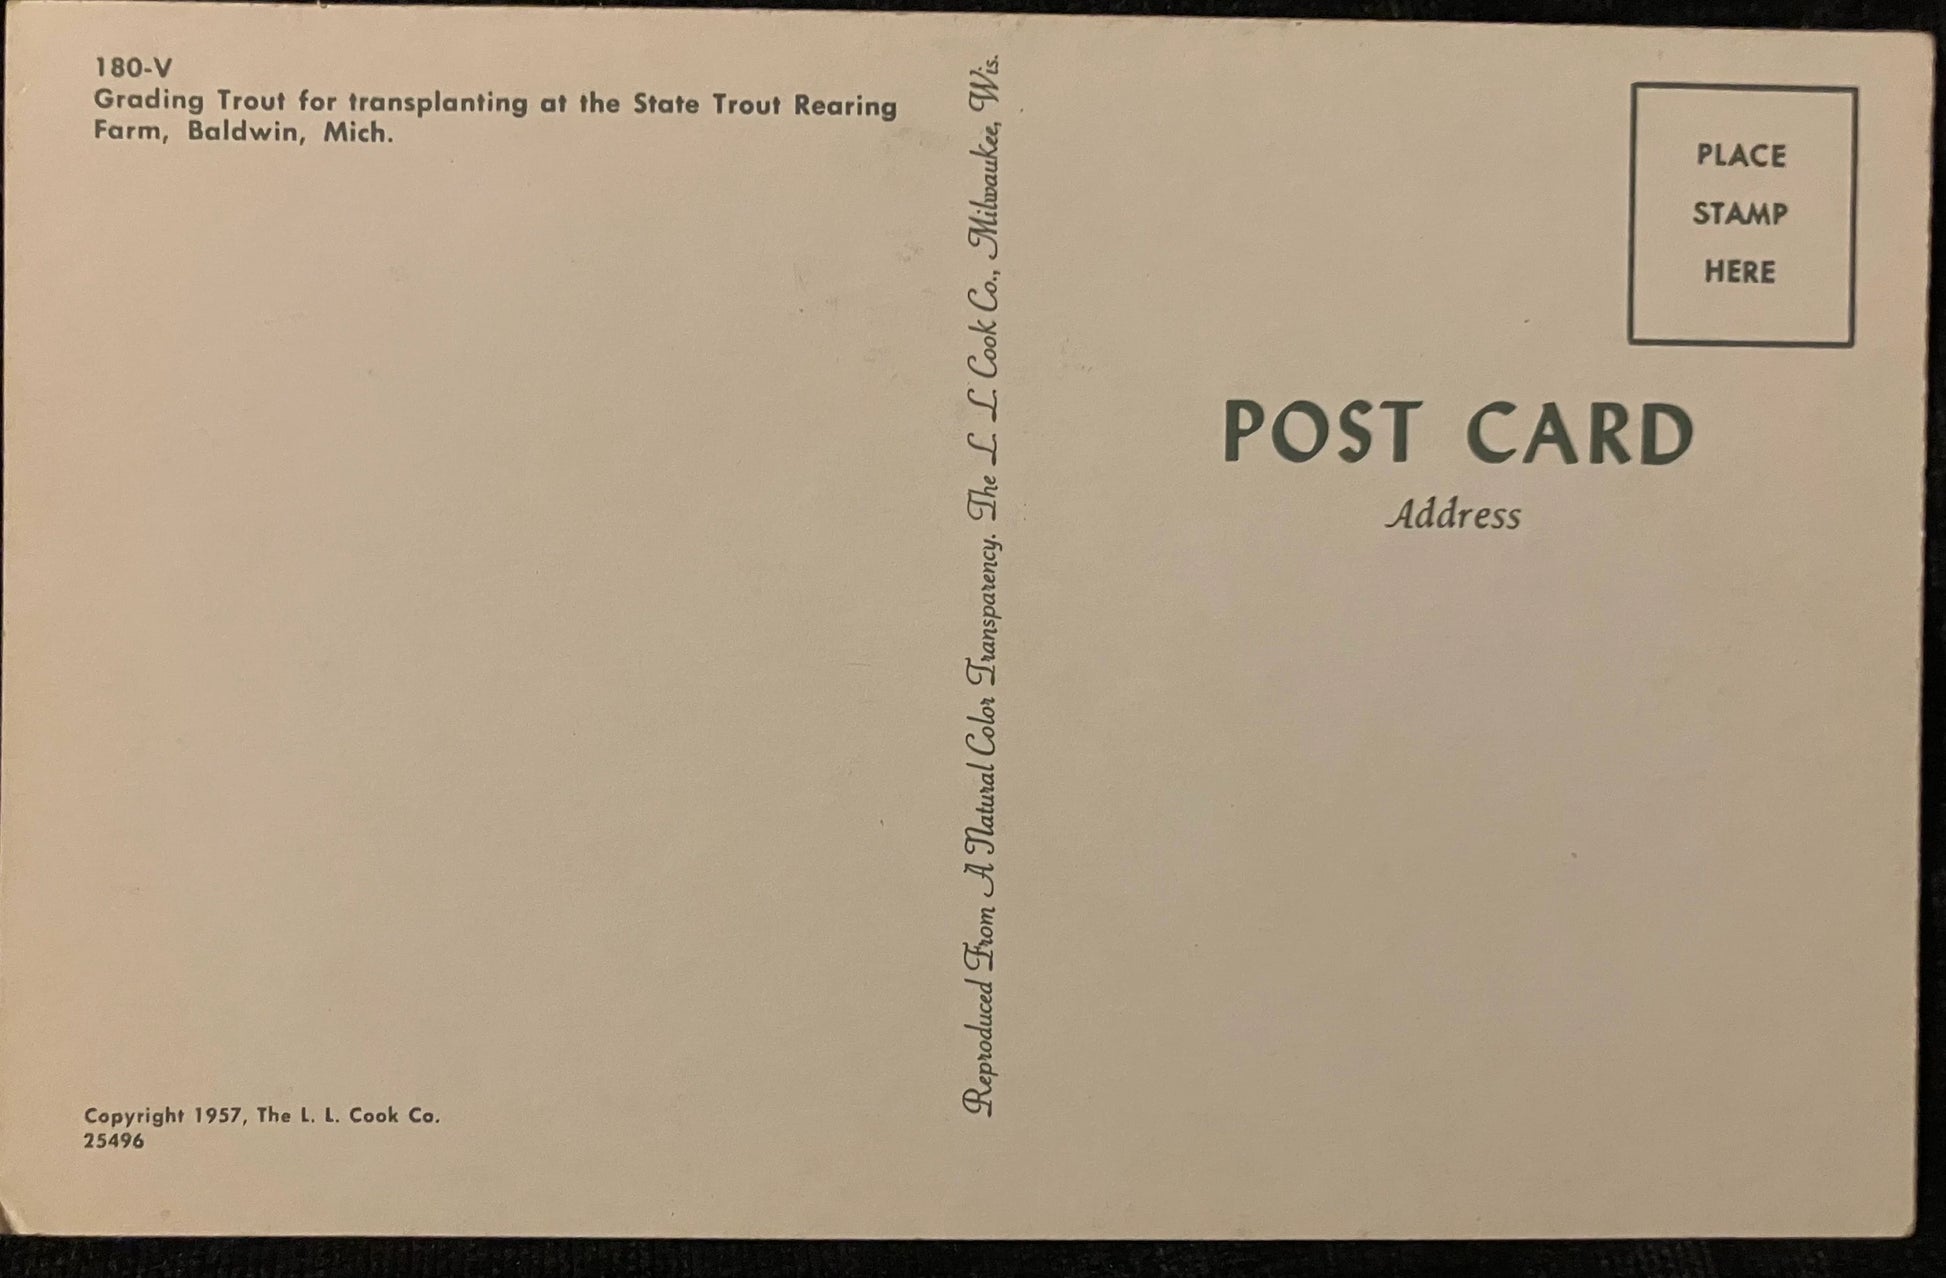 180-V
Grading Trout for transplanting at the State Trout Rearing
Farm, Baldwin, Mich.
Copyright 1957, The L. L. Cook Co.
25496
Reproduced From A Natural Color Transparency. The L. L. Cook Co., Milwaukee, Wis.
PLACE
STAMP
HERE
POST CARD
Address